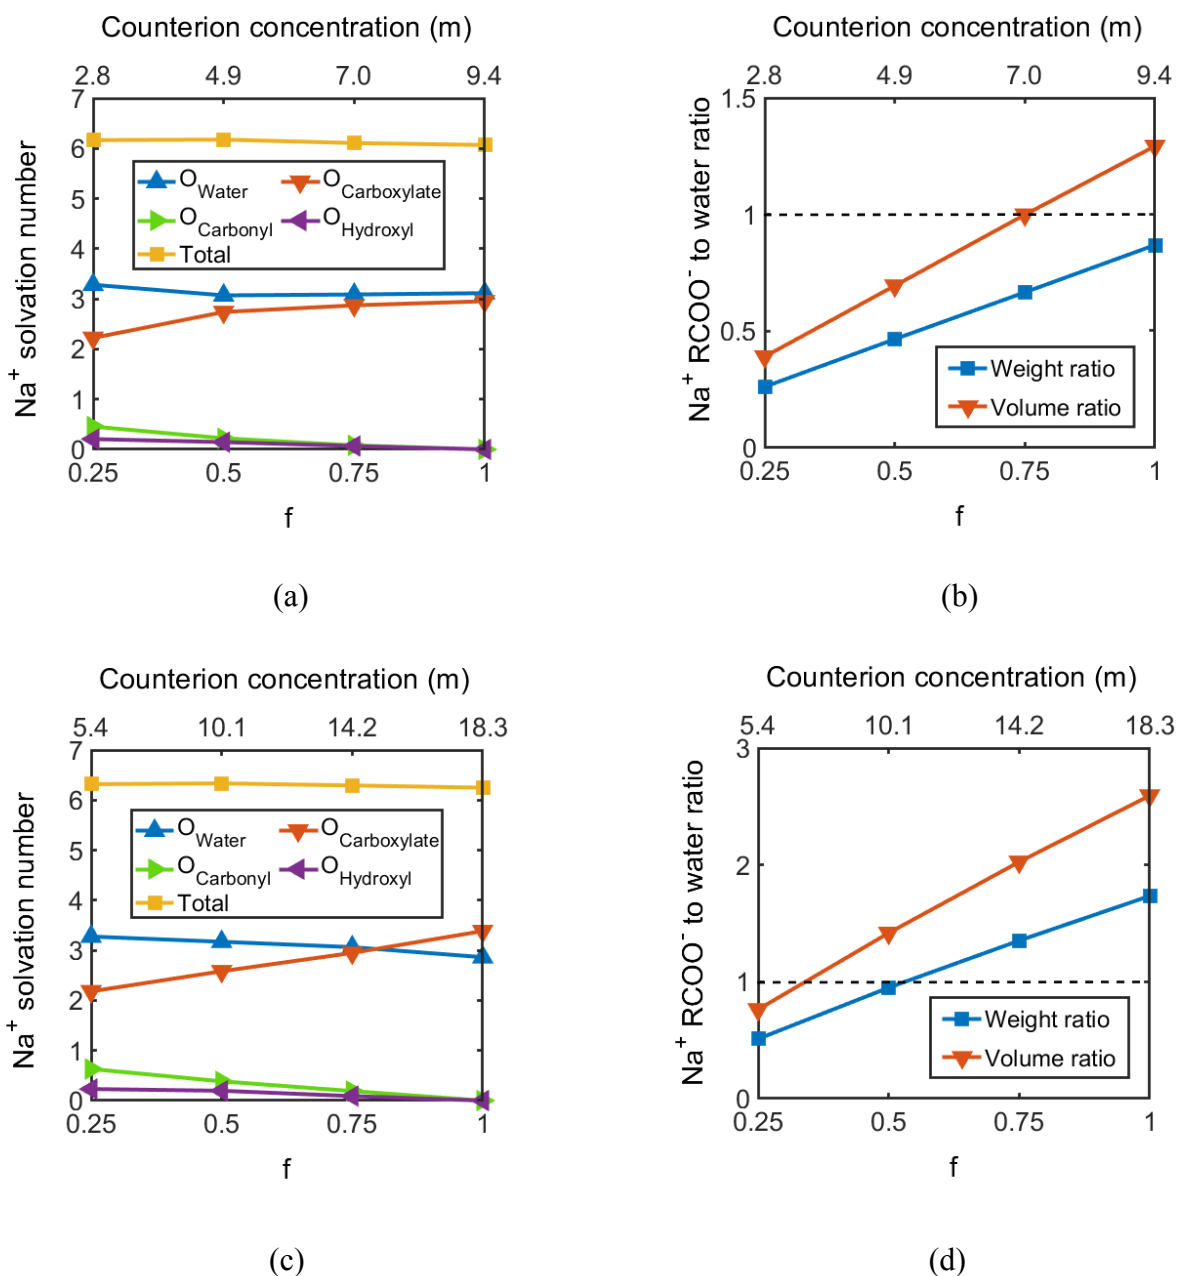 Counterion concentration (m)
2.8 4.9 7.0 9.4
7
6
5
4
3
2
1
0
Na+ solvation number
OWater OCarboxylate
OCarbonyl OHydroxyl
Total
0.25 0.5 0.75 1
f
(a)
Counterion concentration (m)
2.8 4.9 7.0 9.4
1.5
1
0.5
0
Na+ RCOO- to water ratio
Weight ratio
Volume ratio
0.25 0.5 0.75 1
f
(b)
Counterion concentration (m)
5.4 10.1 14.2 18.3
7
6
5
4
3
2
1
0
Na+ solvation number
OWater OCarboxylate
OCarbonyl OHydroxyl
Total
0.25 0.5 0.75 1
f
(c)
Counterion concentration (m)
5.4 10.1 14.2 18.3
3
2
1
0
Na+ RCOO- to water ratio
Weight ratio
Volume ratio
0.25 0.5 0.75 1
f
(d)